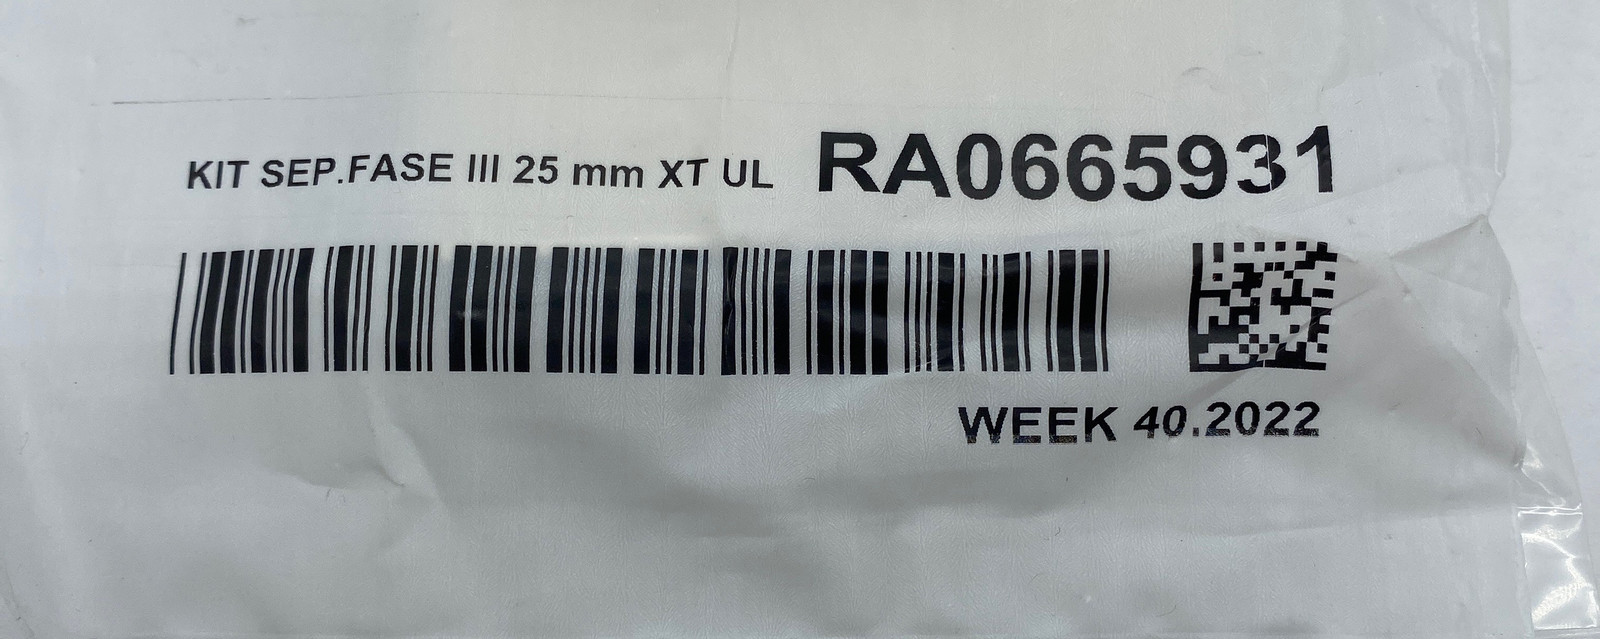 KIT SEP.FASE III 25 mm XT UL RA0665931
WEEK 40.2022